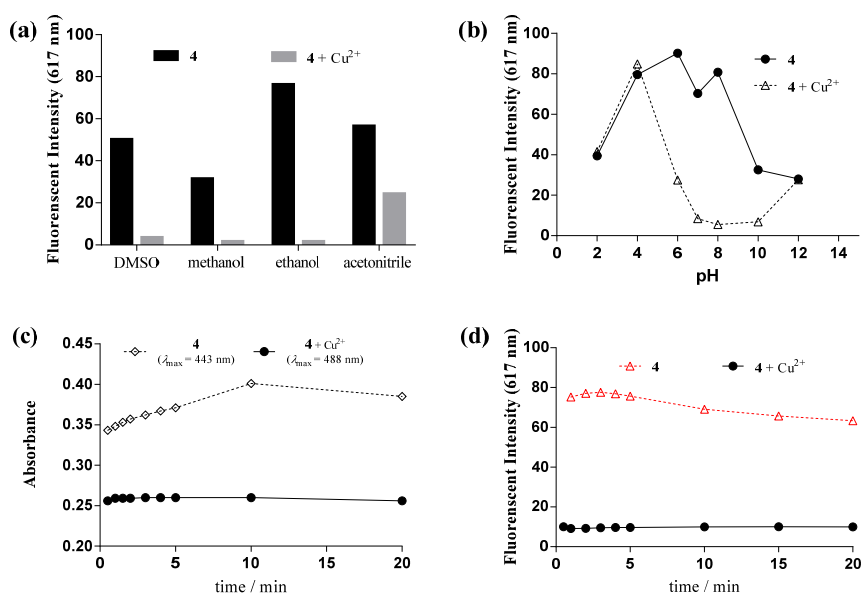 (a)
4
4 + Cu²⁺
Fluorenscent Intensity (617 nm)
100
80
60
40
20
0
DMSO
methanol
ethanol
acetonitrile
(b)
4
4 + Cu²⁺
Fluorenscent Intensity (617 nm)
100
80
60
40
20
0
0 2 4 6 8 10 12 14
pH
(c)
4
(λmax = 443 nm)
4 + Cu²⁺
(λmax = 488 nm)
Absorbance
0.45
0.40
0.35
0.30
0.25
0.20
0 5 10 15 20
time / min
(d)
4
4 + Cu²⁺
Fluorenscent Intensity (617 nm)
100
80
60
40
20
0
0 5 10 15 20
time / min